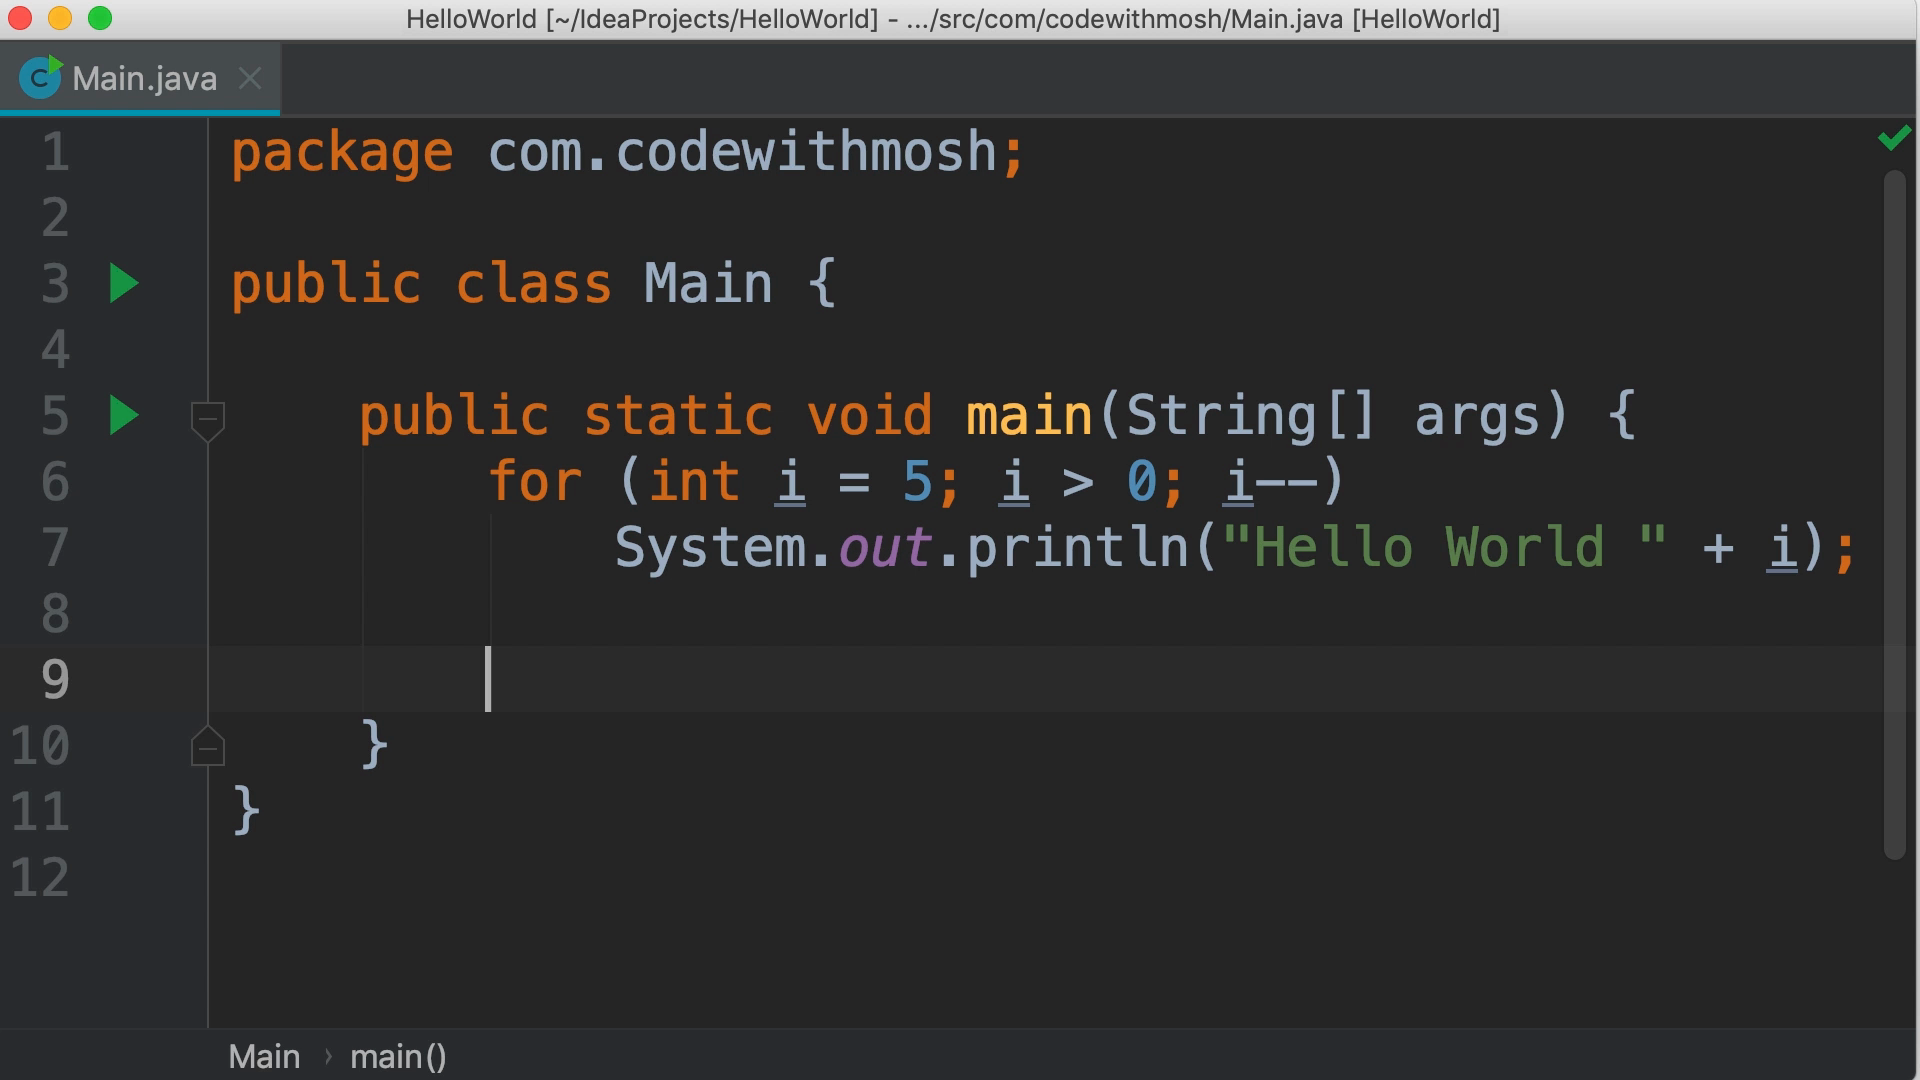 HelloWorld [~/IdeaProjects/HelloWorld] - .../src/com/codewithmosh/Main.java [HelloWorld]
C Main.java
1 package com.codewithmosh;
2
3 public class Main {
4
5 public static void main(String[] args) {
6 for (int i = 5; i > 0; i--)
7 System.out.println("Hello World " + i);
8
9
10 }
11 }
12
Main › main()